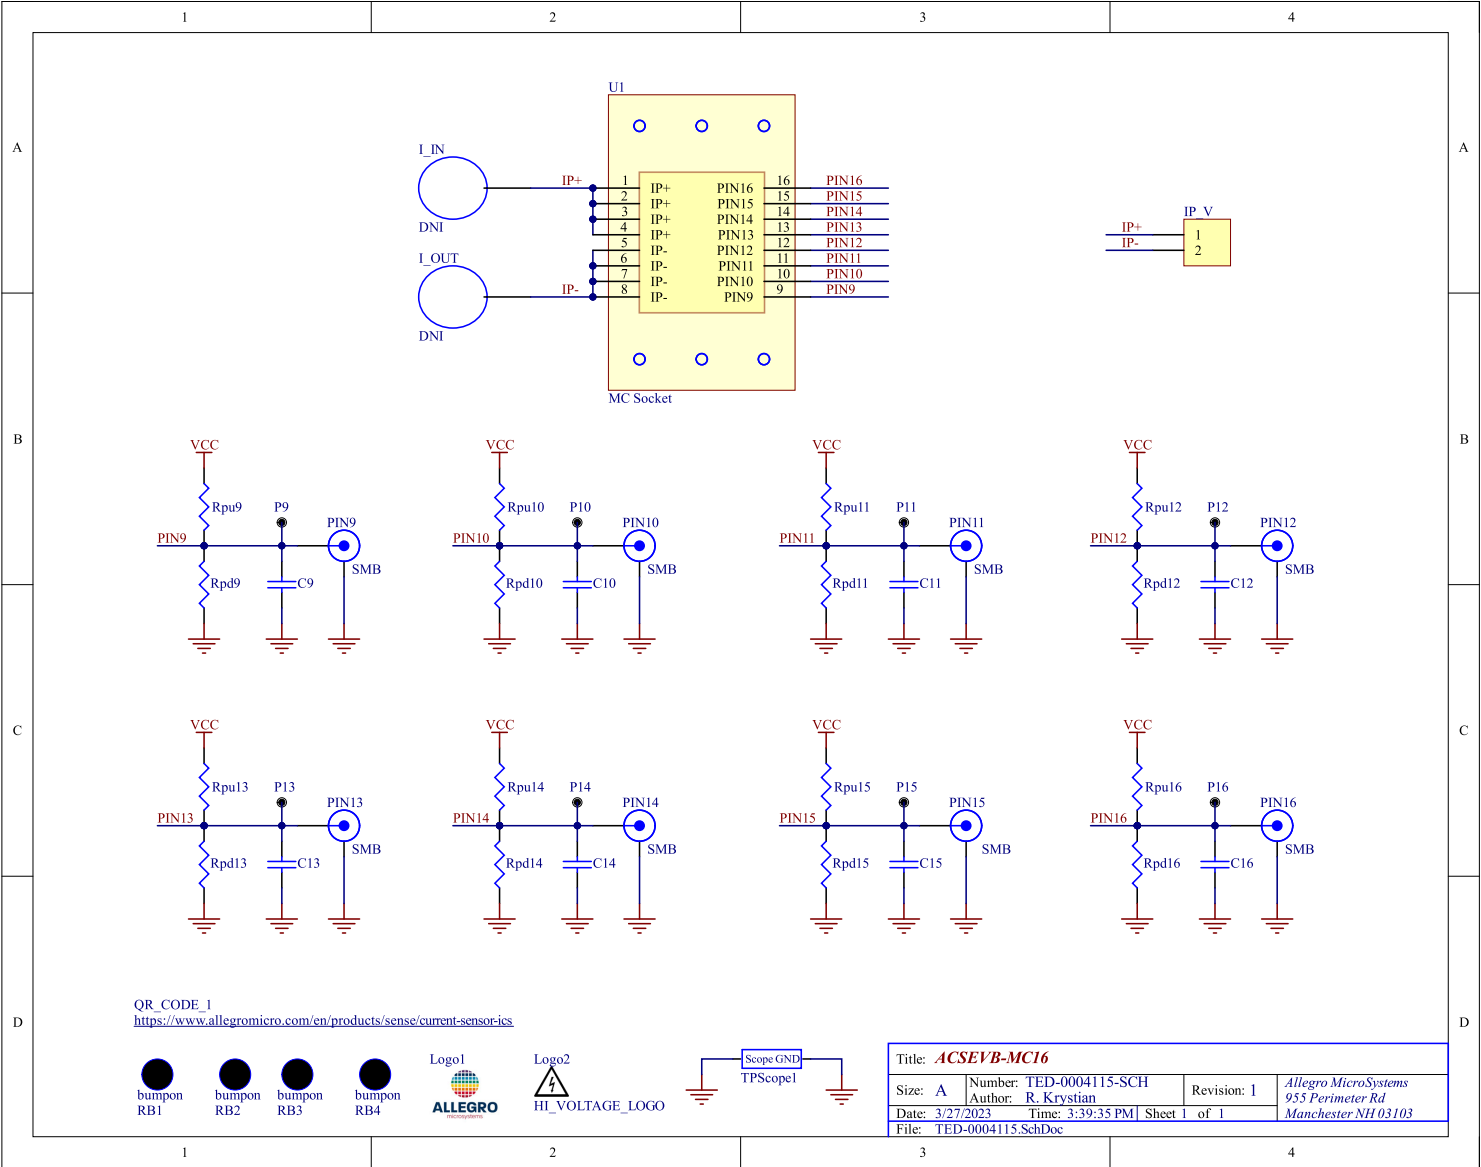 1 2 3 4
A A
B B
C C
D D
U1
I_IN
DNI
I_OUT
DNI
IP+
IP-
1 IP+ PIN16 16 PIN16
2 IP+ PIN15 15 PIN15
3 IP+ PIN14 14 PIN14
4 IP+ PIN13 13 PIN13
5 IP- PIN12 12 PIN12
6 IP- PIN11 11 PIN11
7 IP- PIN10 10 PIN10
8 IP- PIN9 9 PIN9
MC Socket
IP_V
IP+ 1
IP- 2
VCC VCC VCC VCC
Rpu9 P9 Rpu10 P10 Rpu11 P11 Rpu12 P12
PIN9 PIN10 PIN11 PIN12
PIN9 PIN10 PIN11 PIN12
SMB SMB SMB SMB
Rpd9 C9 Rpd10 C10 Rpd11 C11 Rpd12 C12
VCC VCC VCC VCC
Rpu13 P13 Rpu14 P14 Rpu15 P15 Rpu16 P16
PIN13 PIN14 PIN15 PIN16
PIN13 PIN14 PIN15 PIN16
SMB SMB SMB SMB
Rpd13 C13 Rpd14 C14 Rpd15 C15 Rpd16 C16
QR_CODE_1
https://www.allegromicro.com/en/products/sense/current-sensor-ics
bumpon bumpon bumpon bumpon
RB1 RB2 RB3 RB4
Logo1
ALLEGRO
microsystems
Logo2
HI_VOLTAGE_LOGO
Scope GND
TPScope1
Title: ACSEVB-MC16
Size: A
Number: TED-0004115-SCH
Author: R. Krystian
Revision: 1
Allegro MicroSystems
955 Perimeter Rd
Manchester NH 03103
Date: 3/27/2023 Time: 3:39:35 PM Sheet 1 of 1
File: TED-0004115.SchDoc
1 2 3 4